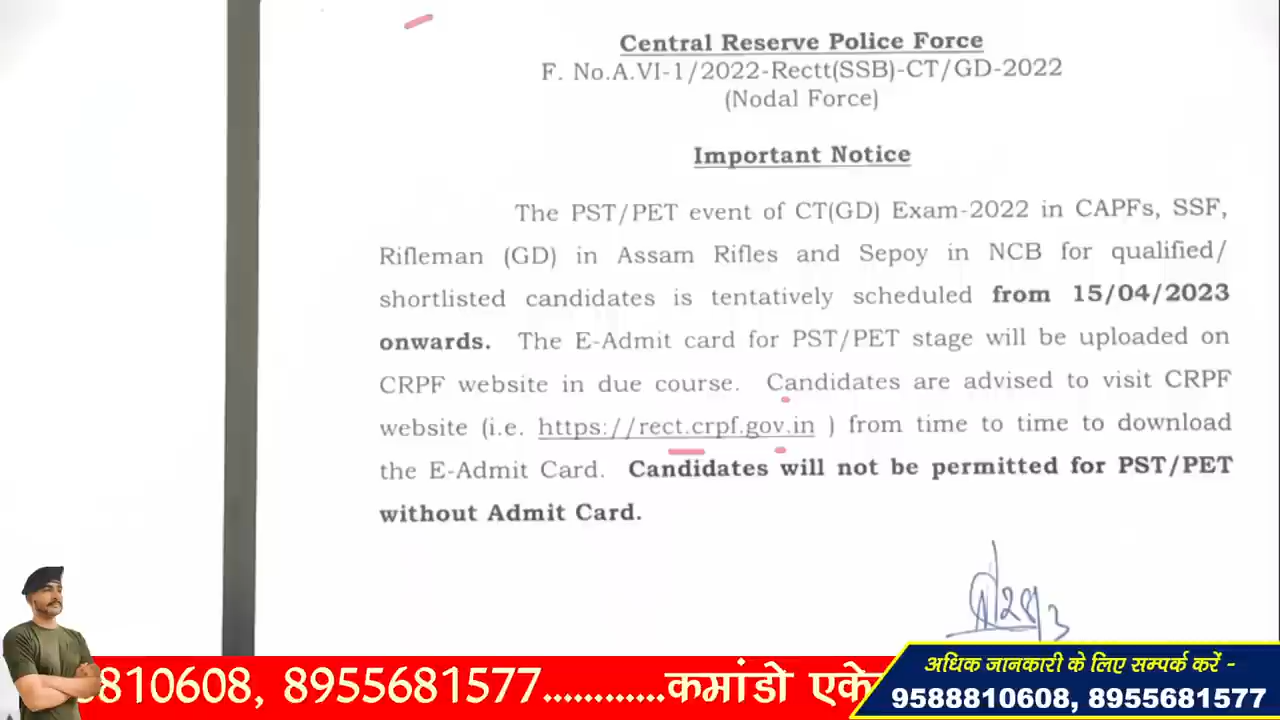 Central Reserve Police Force
F. No.A.VI-1/2022-Rectt(SSB)-CT/GD-2022
(Nodal Force)
Important Notice
The PST/PET event of CT(GD) Exam-2022 in CAPFs, SSF,
Rifleman (GD) in Assam Rifles and Sepoy in NCB for qualified/
shortlisted candidates is tentatively scheduled from 15/04/2023
onwards. The E-Admit card for PST/PET stage will be uploaded on
CRPF website in due course. Candidates are advised to visit CRPF
website (i.e. https://rect.crpf.gov.in ) from time to time to download
the E-Admit Card. Candidates will not be permitted for PST/PET
without Admit Card.
28/3
810608, 8955681577............कमांडो एके
अधिक जानकारी के लिए सम्पर्क करें -
9588810608, 8955681577